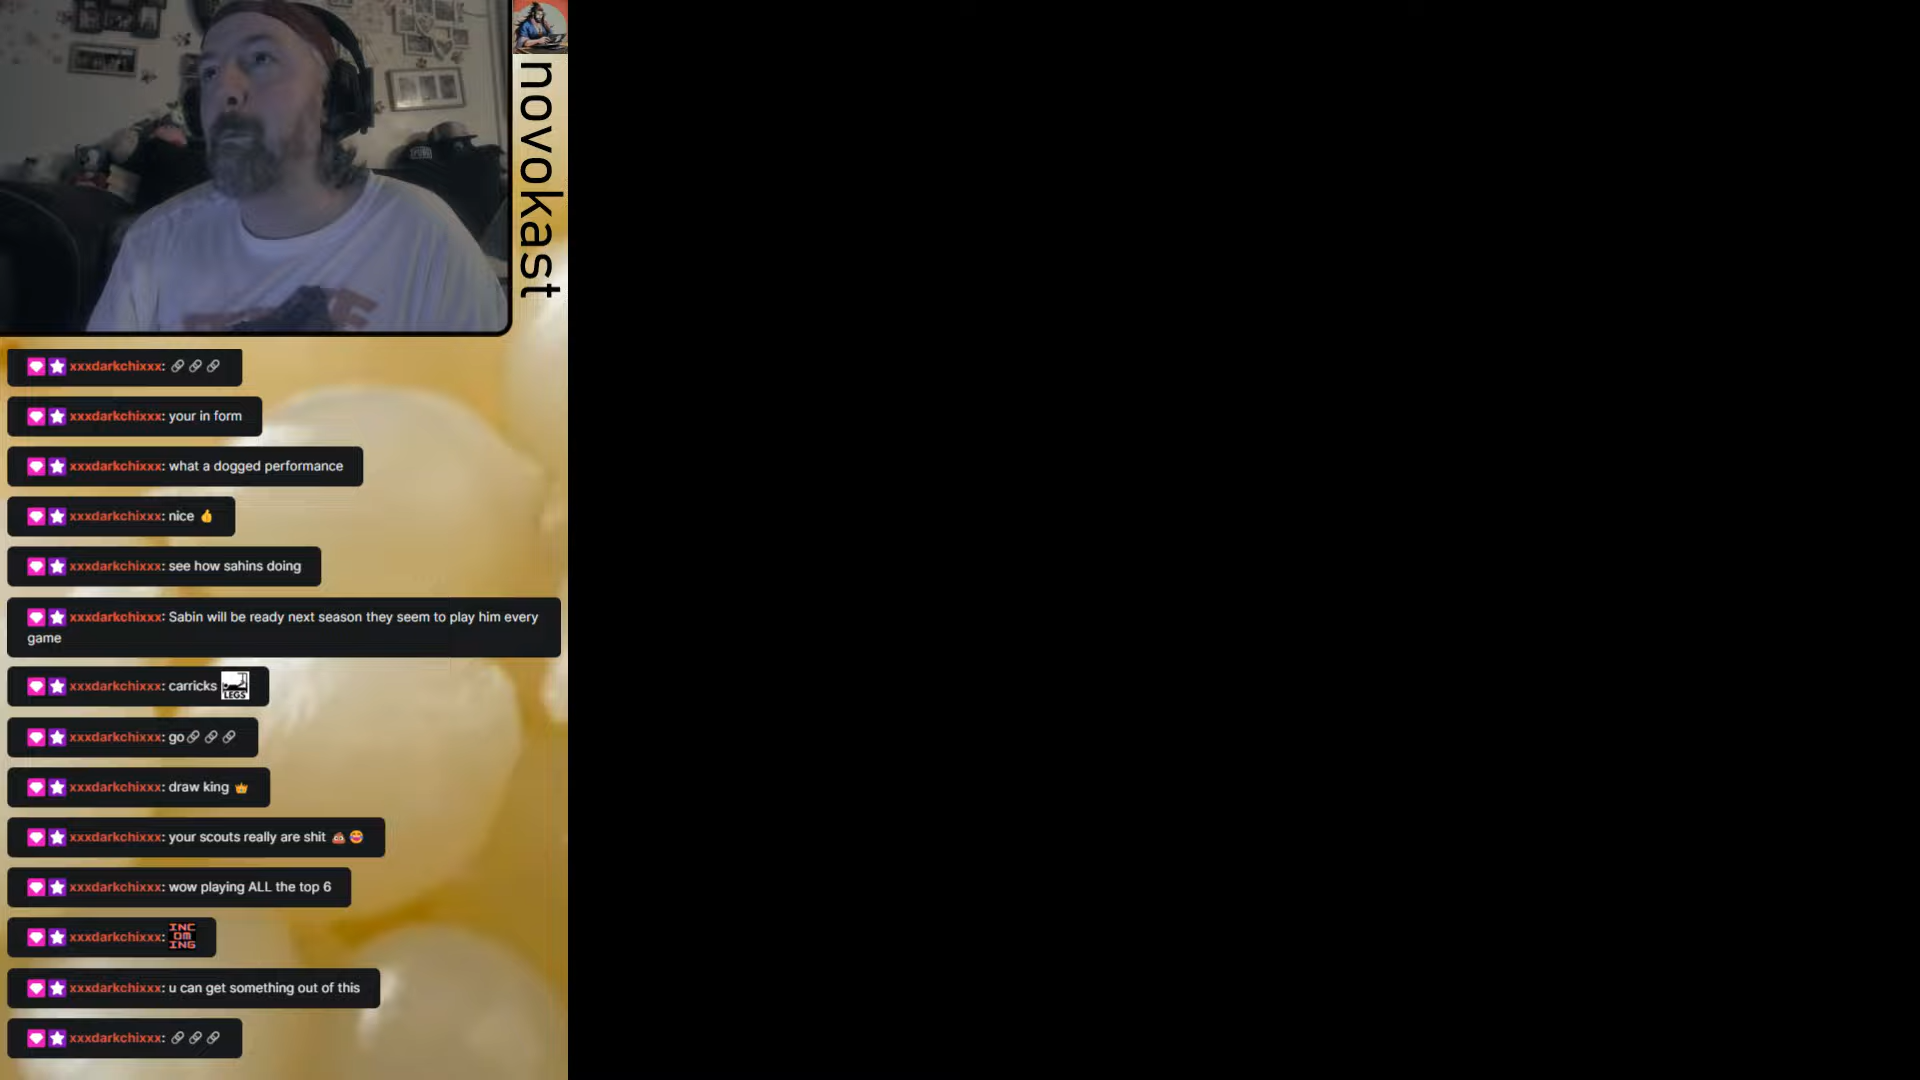 novokast
xxxdarkchixxx: 🔗 🔗 🔗
xxxdarkchixxx: your in form
xxxdarkchixxx: what a dogged performance
xxxdarkchixxx: nice 👍
xxxdarkchixxx: see how sahins doing
xxxdarkchixxx: Sabin will be ready next season they seem to play him every
game
xxxdarkchixxx: carricks LEGS
xxxdarkchixxx: go🔗 🔗 🔗
xxxdarkchixxx: draw king 👑
xxxdarkchixxx: your scouts really are shit 💩 😂
xxxdarkchixxx: wow playing ALL the top 6
xxxdarkchixxx: INC
OM
ING
xxxdarkchixxx: u can get something out of this
xxxdarkchixxx: 🔗 🔗 🔗